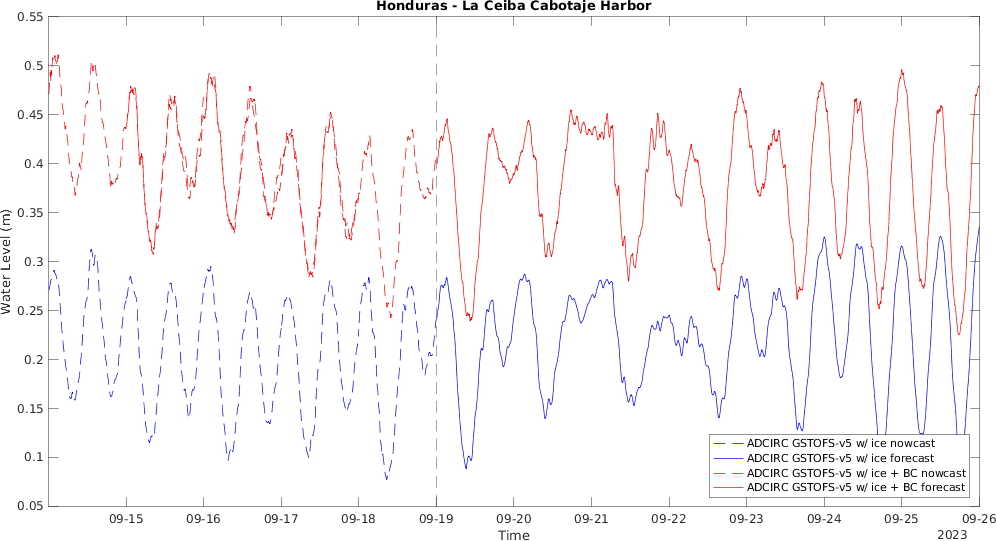 Honduras - La Ceiba Cabotaje Harbor
Water Level (m)
0.55
0.5
0.45
0.4
0.35
0.3
0.25
0.2
0.15
0.1
0.05
ADCIRC GSTOFS-v5 w/ ice nowcast
ADCIRC GSTOFS-v5 w/ ice forecast
ADCIRC GSTOFS-v5 w/ ice + BC nowcast
ADCIRC GSTOFS-v5 w/ ice + BC forecast
09-15 09-16 09-17 09-18 09-19 09-20 09-21 09-22 09-23 09-24 09-25 09-26
Time
2023